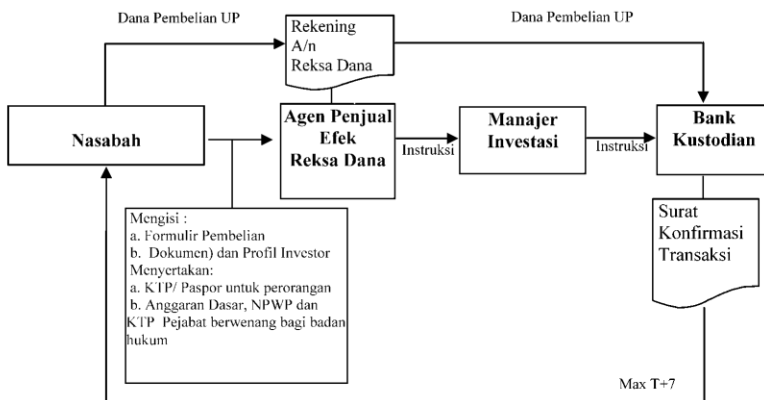 Dana Pembelian UP
Rekening
A/n
Reksa Dana
Dana Pembelian UP
Nasabah
Agen Penjual
Efek
Reksa Dana
Instruksi
Manajer
Investasi
Instruksi
Bank
Kustodian
Mengisi :
a. Formulir Pembelian
b. Dokumen) dan Profil Investor
Menyertakan:
a. KTP/ Paspor untuk perorangan
b. Anggaran Dasar, NPWP dan
KTP Pejabat berwenang bagi badan
hukum
Surat
Konfirmasi
Transaksi
Max T+7